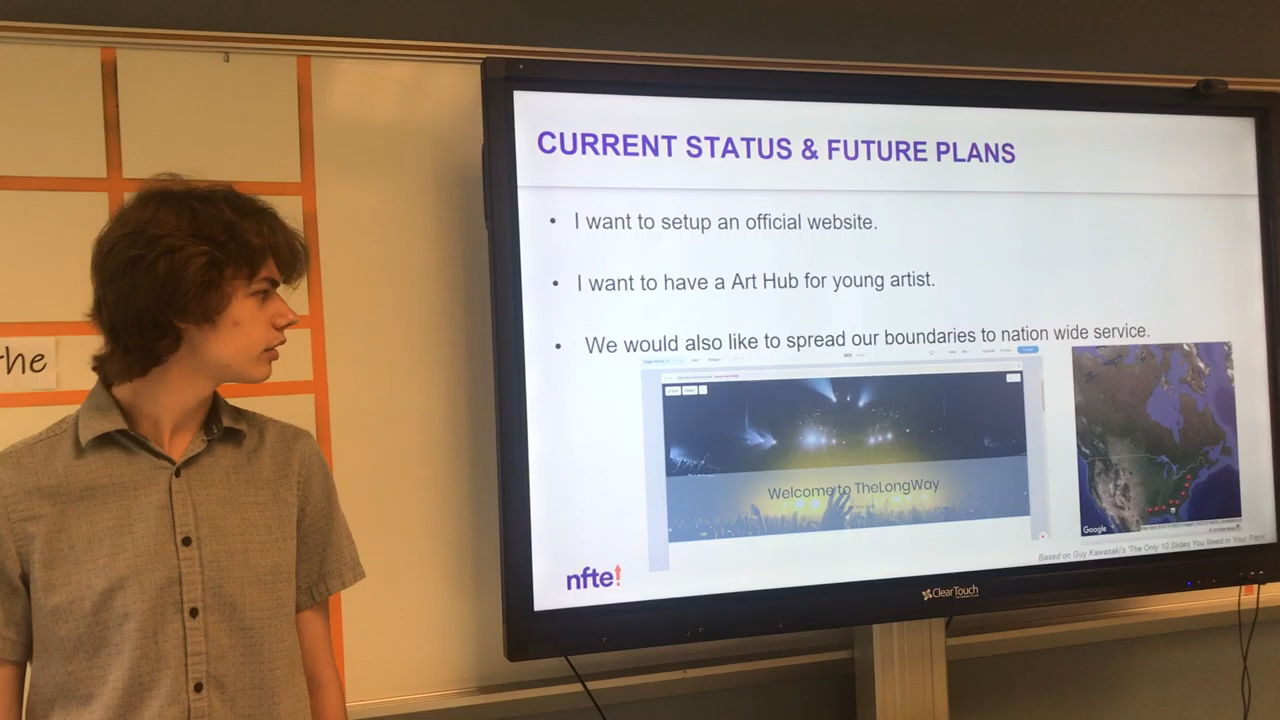 the
CURRENT STATUS & FUTURE PLANS
• I want to setup an official website.
• I want to have a Art Hub for young artist.
• We would also like to spread our boundaries to nation wide service.
Welcome to TheLongWay
Google
Based on Guy Kawasaki's 'The Only 10 Slides You Need in Your Pitch'
nfte!
ClearTouch
INTERACTIVE